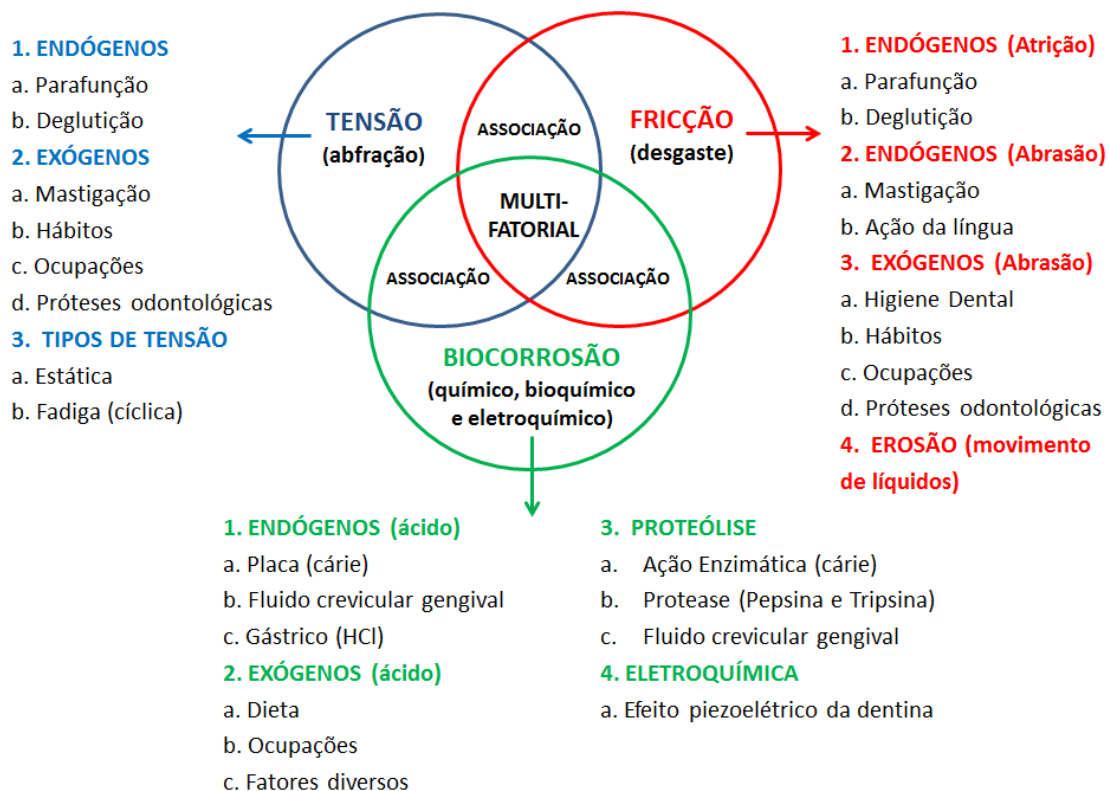 1. ENDÓGENOS
a. Parafunção
b. Deglutição
2. EXÓGENOS
a. Mastigação
b. Hábitos
c. Ocupações
d. Próteses odontológicas
3. TIPOS DE TENSÃO
a. Estática
b. Fadiga (cíclica)
TENSÃO
(abfração)
ASSOCIAÇÃO
FRICÇÃO
(desgaste)
MULTI-
FATORIAL
ASSOCIAÇÃO
ASSOCIAÇÃO
BIOCORROSÃO
(químico, bioquímico
e eletroquímico)
1. ENDÓGENOS (Atrição)
a. Parafunção
b. Deglutição
2. ENDÓGENOS (Abrasão)
a. Mastigação
b. Ação da língua
3. EXÓGENOS (Abrasão)
a. Higiene Dental
b. Hábitos
c. Ocupações
d. Próteses odontológicas
4. EROSÃO (movimento
de líquidos)
1. ENDÓGENOS (ácido)
a. Placa (cárie)
b. Fluido crevicular gengival
c. Gástrico (HCl)
2. EXÓGENOS (ácido)
a. Dieta
b. Ocupações
c. Fatores diversos
3. PROTEÓLISE
a. Ação Enzimática (cárie)
b. Protease (Pepsina e Tripsina)
c. Fluido crevicular gengival
4. ELETROQUÍMICA
a. Efeito piezoelétrico da dentina